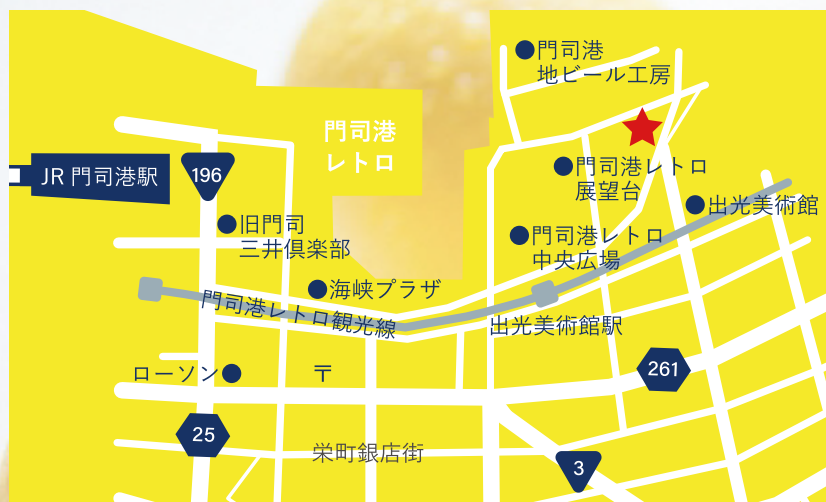 門司港
地ビール工房
門司港
レトロ
JR 門司港駅
196
門司港レトロ
展望台
出光美術館
旧門司
三井倶楽部
門司港レトロ
中央広場
海峡プラザ
門司港レトロ観光線
出光美術館駅
ローソン
〒
261
25
栄町銀店街
3